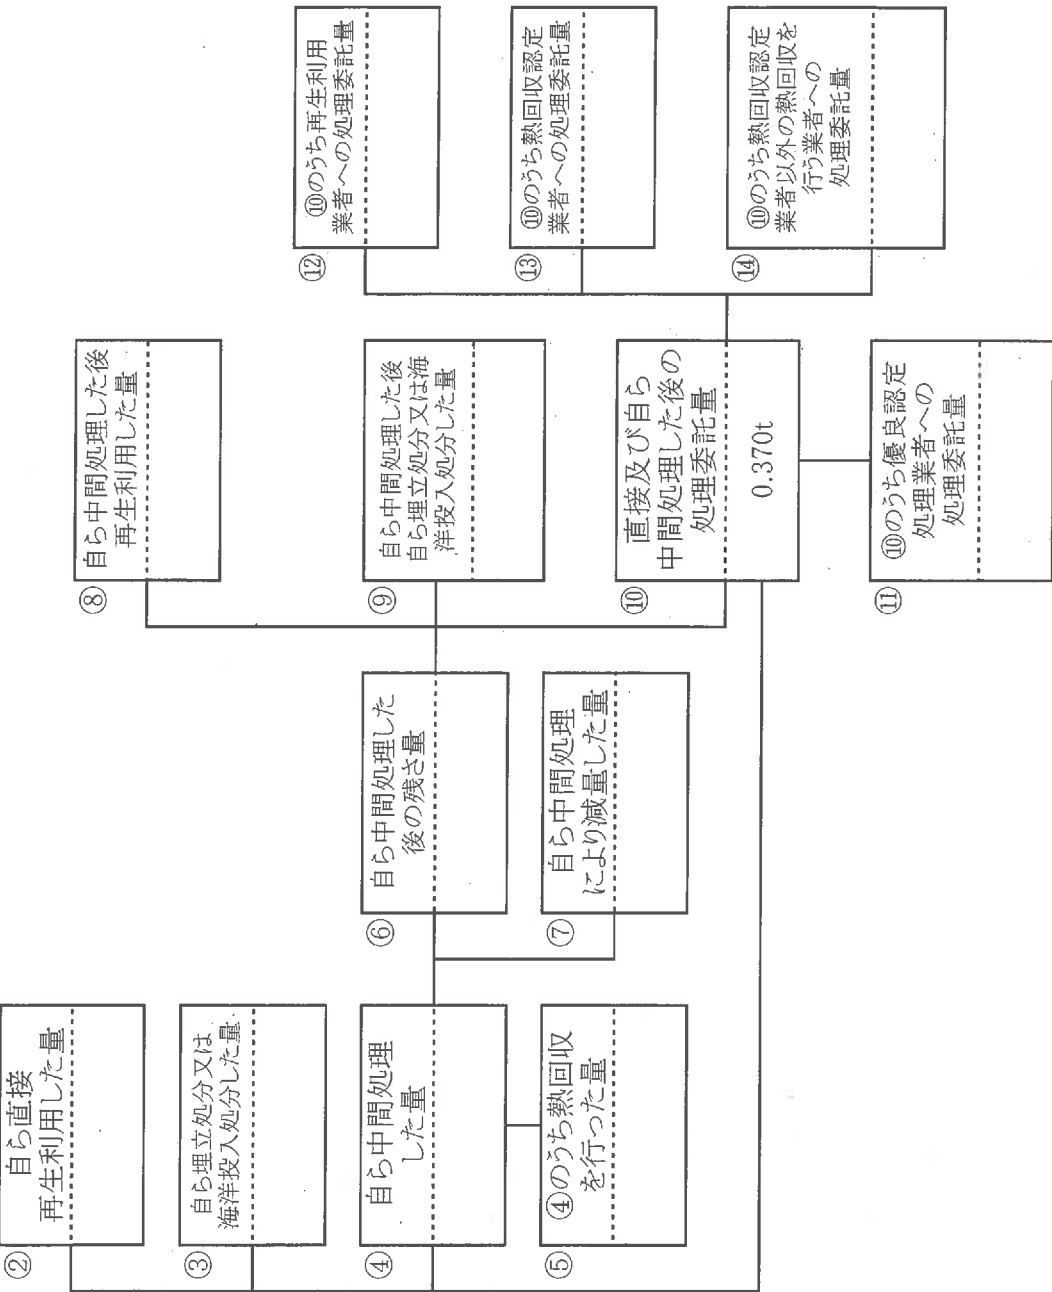 ②
自ら直接
再生利用した量
③
自ら埋立処分又は
海洋投入処分した量
④
自ら中間処理
した量
⑤
④のうち熱回収
を行った量
⑥
自ら中間処理した
後の残さ量
⑦
自ら中間処理
により減量した量
⑧
自ら中間処理した後
再生利用した量
⑨
自ら中間処理した後
自ら埋立処分又は海
洋投入処分した量
⑩
直接及び自ら
中間処理した後の
処理委託量
0.370t
⑪
⑩のうち優良認定
処理業者への
処理委託量
⑫
⑩のうち再生利用
業者への処理委託量
⑬
⑩のうち熱回収認定
業者への処理委託量
⑭
⑩のうち熱回収認定
業者以外の熱回収を
行う業者への
処理委託量